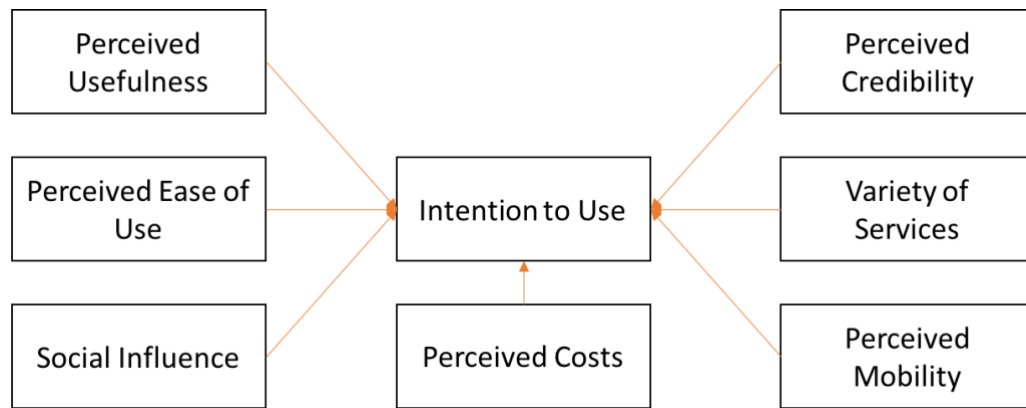 Perceived
Usefulness
Perceived
Credibility
Perceived Ease of
Use
Intention to Use
Variety of
Services
Social Influence
Perceived Costs
Perceived
Mobility